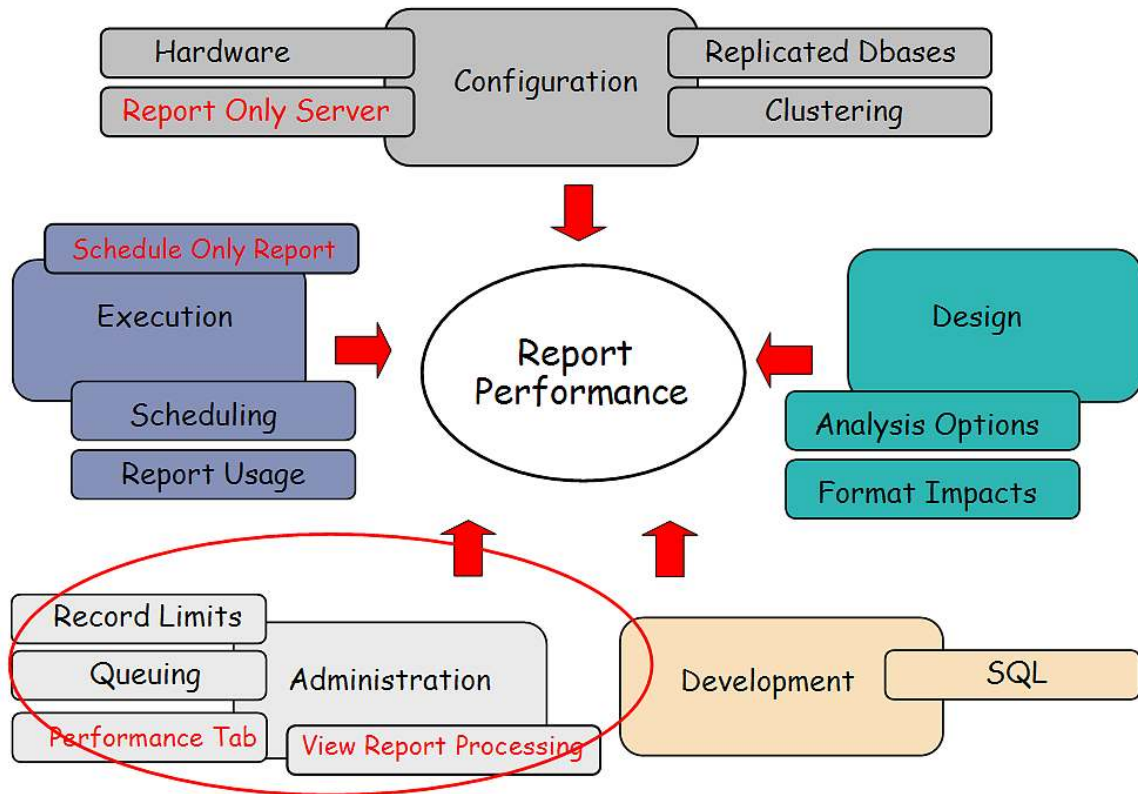 Hardware
Configuration
Replicated Dbases
Report Only Server
Clustering
Schedule Only Report
Execution
Scheduling
Report Usage
Report
Performance
Design
Analysis Options
Format Impacts
Record Limits
Queuing
Administration
Performance Tab
View Report Processing
Development
SQL